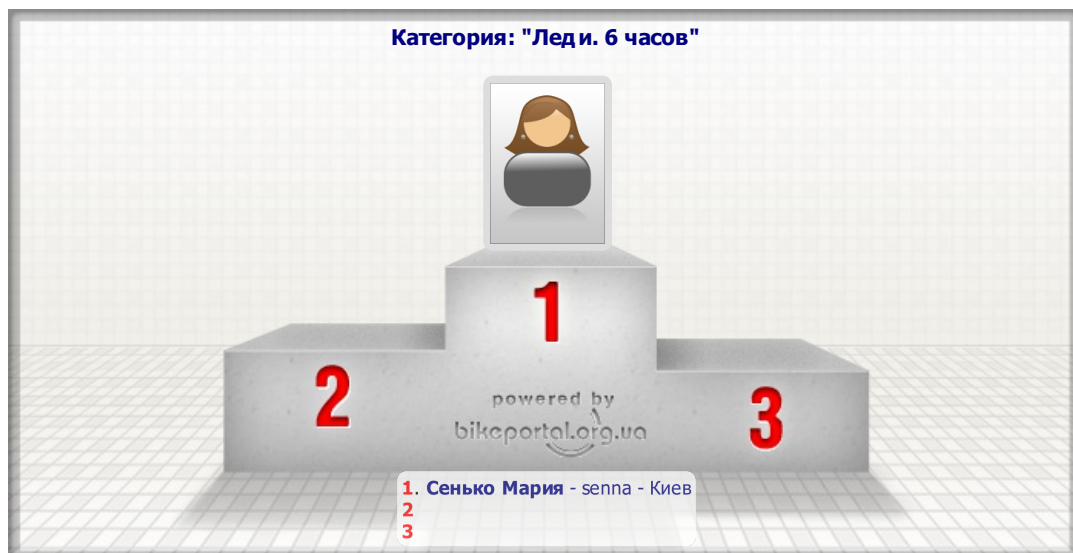 Категория: "Леди. 6 часов"
1
2
3
powered by
bikeportal.org.ua
1. Сенько Мария - senna - Киев
2
3